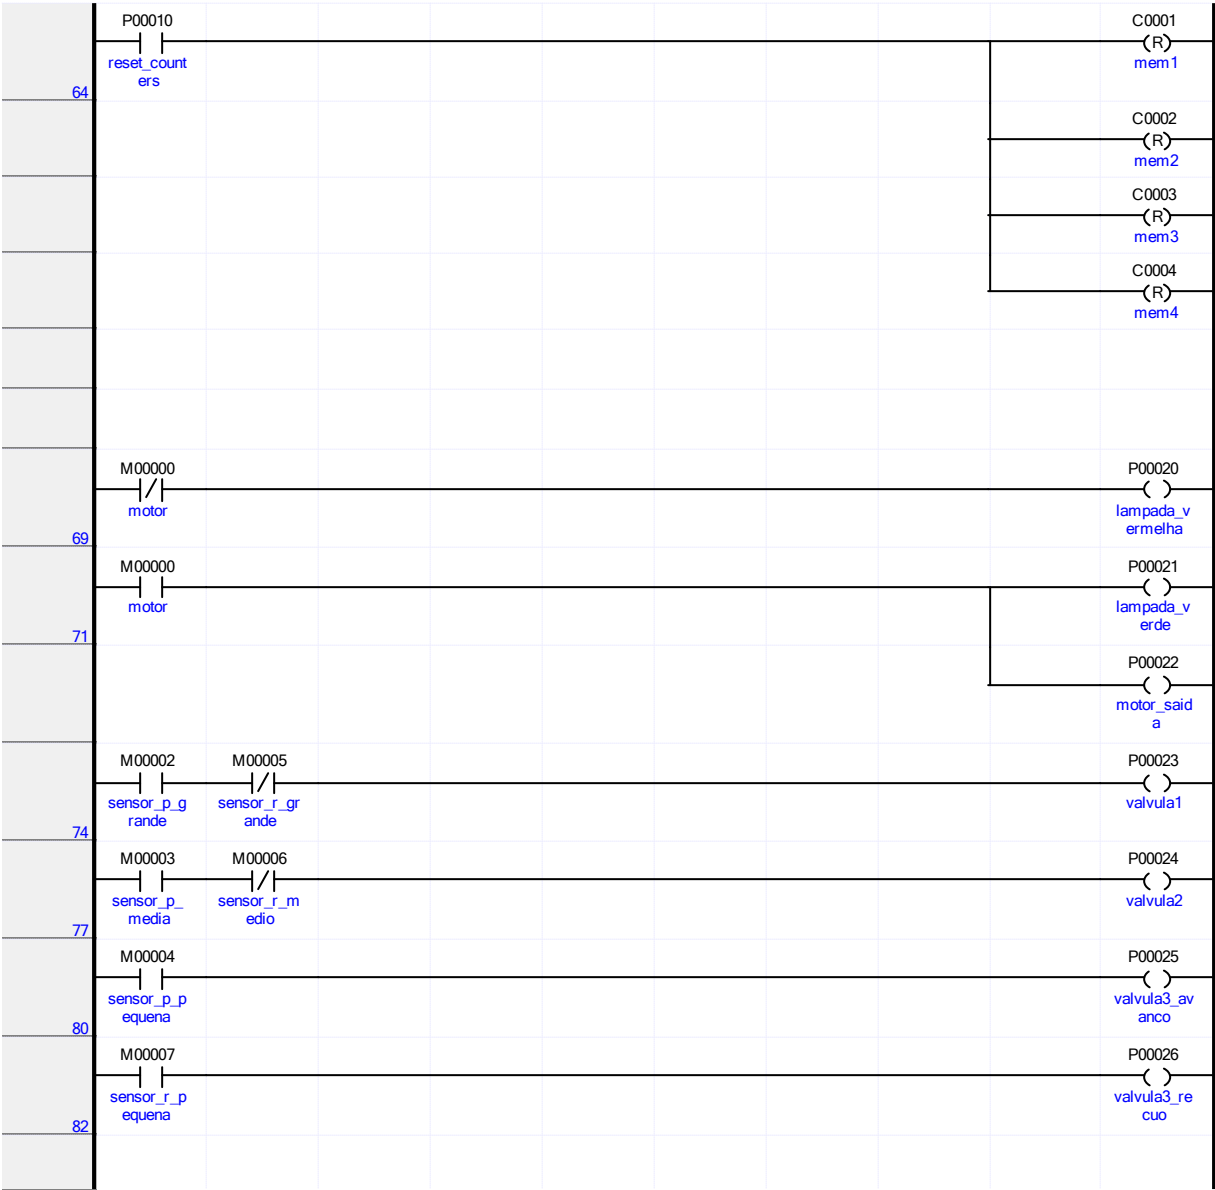 P00010
C0001
(R)
reset_count
ers
mem1
64
C0002
(R)
mem2
C0003
(R)
mem3
C0004
(R)
mem4
M00000
P00020
motor
lampada_v
ermelha
69
M00000
P00021
motor
lampada_v
erde
71
P00022
motor_said
a
M00002 M00005
P00023
sensor_p_g sensor_r_gr
rande ande
valvula1
74
M00003 M00006
P00024
sensor_p_ sensor_r_m
media edio
valvula2
77
M00004
P00025
sensor_p_p
equena
valvula3_av
anco
80
M00007
P00026
sensor_r_p
equena
valvula3_re
cuo
82